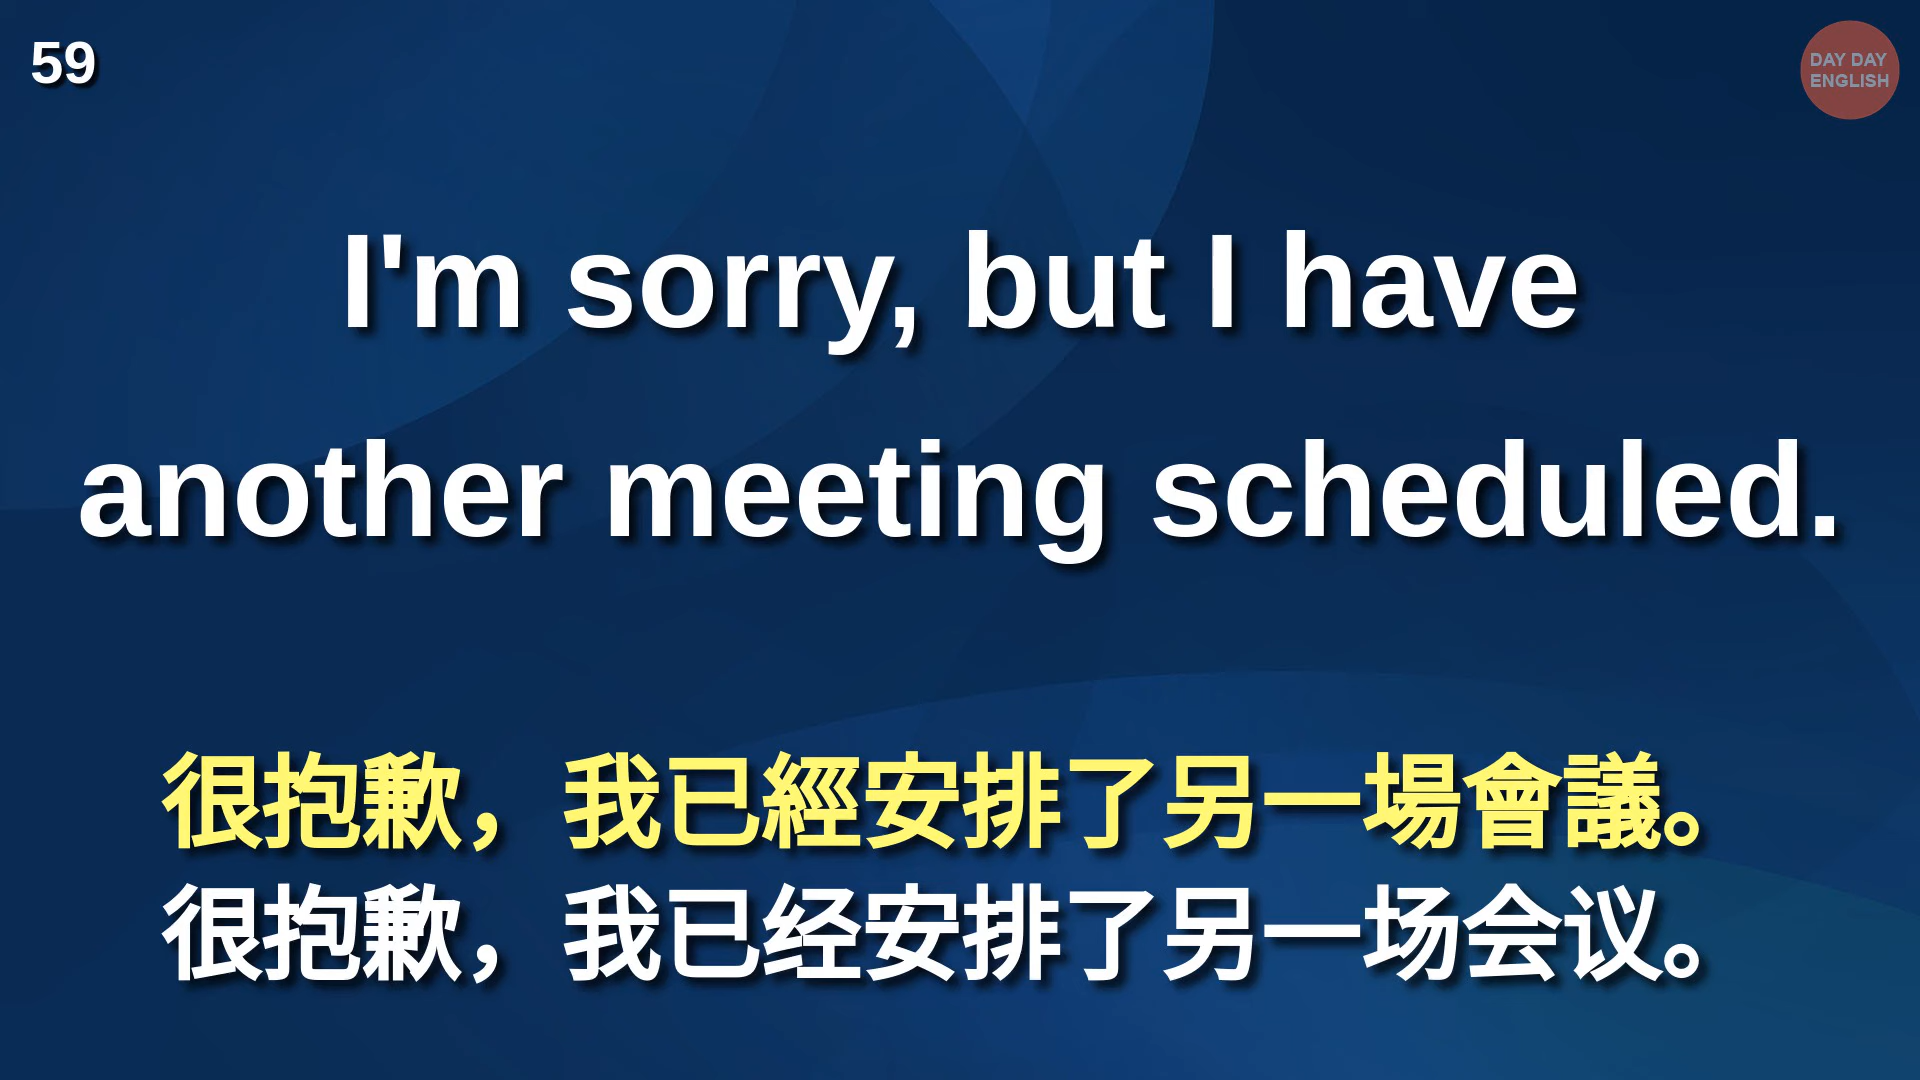 59
DAY DAY
ENGLISH
I'm sorry, but I have
another meeting scheduled.
很抱歉，我已經安排了另一場會議。
很抱歉，我已经安排了另一场会议。